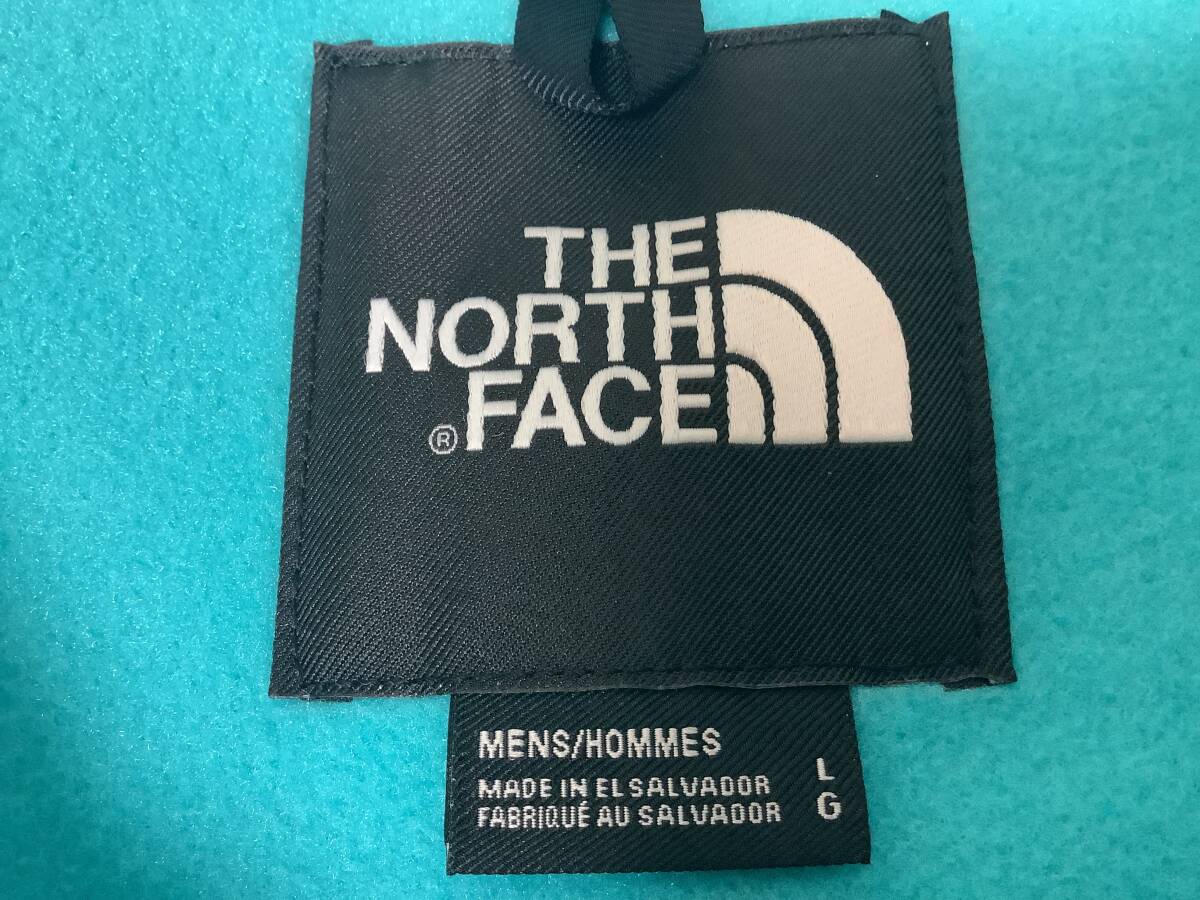 THE
NORTH
® FACE
MENS/HOMMES
MADE IN EL SALVADOR L
FABRIQUÉ AU SALVADOR G